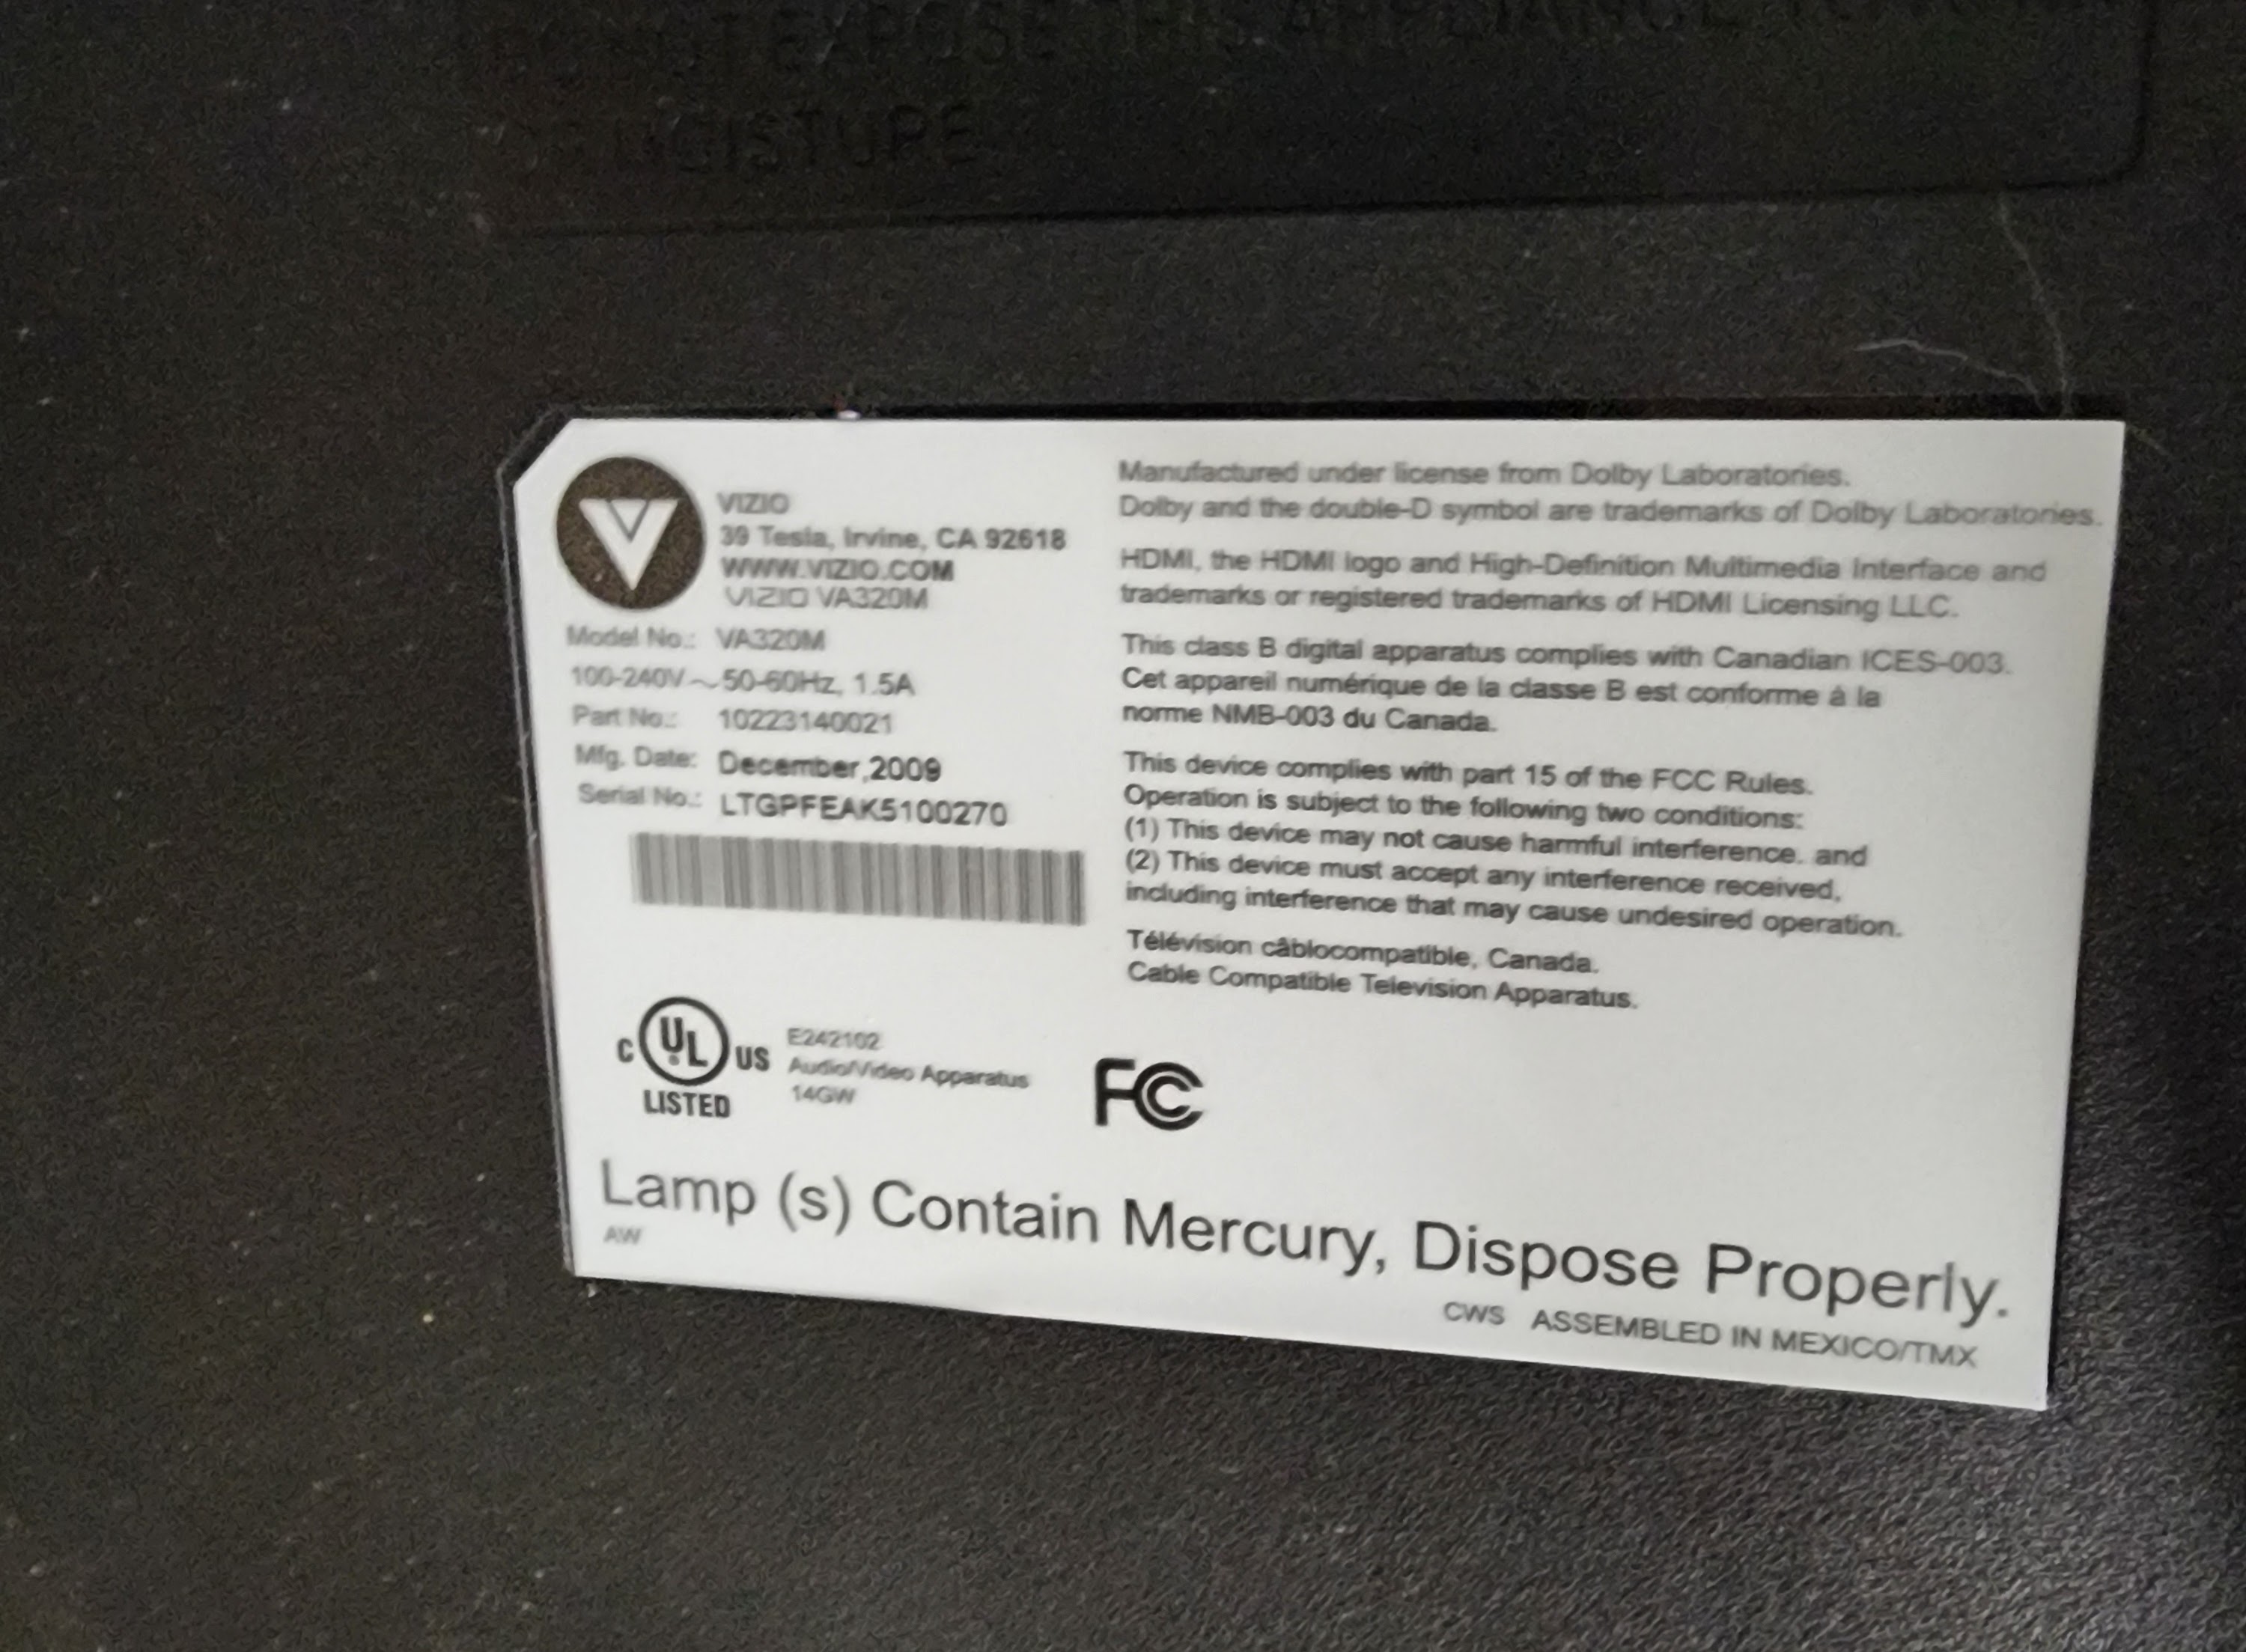 EXPOSE THIS APPLIANCE
MOISTURE
VIZIO
39 Tesla, Irvine, CA 92618
WWW.VIZIO.COM
VIZIO VA320M
Model No.: VA320M
100-240V ~ 50-60Hz, 1.5A
Part No.: 10223140021
Mfg. Date: December,2009
Serial No.: LTGPFEAK5100270
C UL US
LISTED
E242102
Audio/Video Apparatus
14GW
Manufactured under license from Dolby Laboratories.
Dolby and the double-D symbol are trademarks of Dolby Laboratories.
HDMI, the HDMI logo and High-Definition Multimedia Interface and
trademarks or registered trademarks of HDMI Licensing LLC.
This class B digital apparatus complies with Canadian ICES-003.
Cet appareil numérique de la classe B est conforme á la
norme NMB-003 du Canada.
This device complies with part 15 of the FCC Rules.
Operation is subject to the following two conditions:
(1) This device may not cause harmful interference. and
(2) This device must accept any interference received,
including interference that may cause undesired operation.
Télévision câblocompatible, Canada.
Cable Compatible Television Apparatus.
FC
Lamp (s) Contain Mercury, Dispose Properly.
AW
CWS ASSEMBLED IN MEXICO/TMX